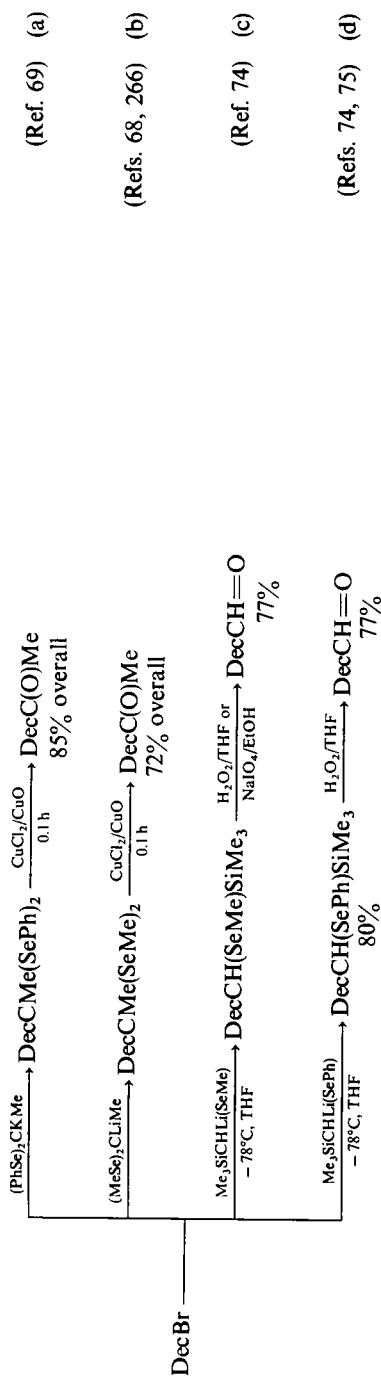 DecBr
(PhSe)₂CKMe
DecCMe(SePh)₂
CuCl₂/CuO
0.1 h
DecC(O)Me
85% overall
(Ref. 69) (a)
(MeSe)₂CLiMe
DecCMe(SeMe)₂
CuCl₂/CuO
0.1 h
DecC(O)Me
72% overall
(Refs. 68, 266) (b)
Me₃SiCHLi(SeMe)
− 78°C, THF
DecCH(SeMe)SiMe₃
H₂O₂/THF or
NaIO₄/EtOH
DecCH=O
77%
(Ref. 74) (c)
Me₃SiCHLi(SePh)
− 78°C, THF
DecCH(SePh)SiMe₃
80%
H₂O₂/THF
DecCH=O
77%
(Refs. 74, 75) (d)